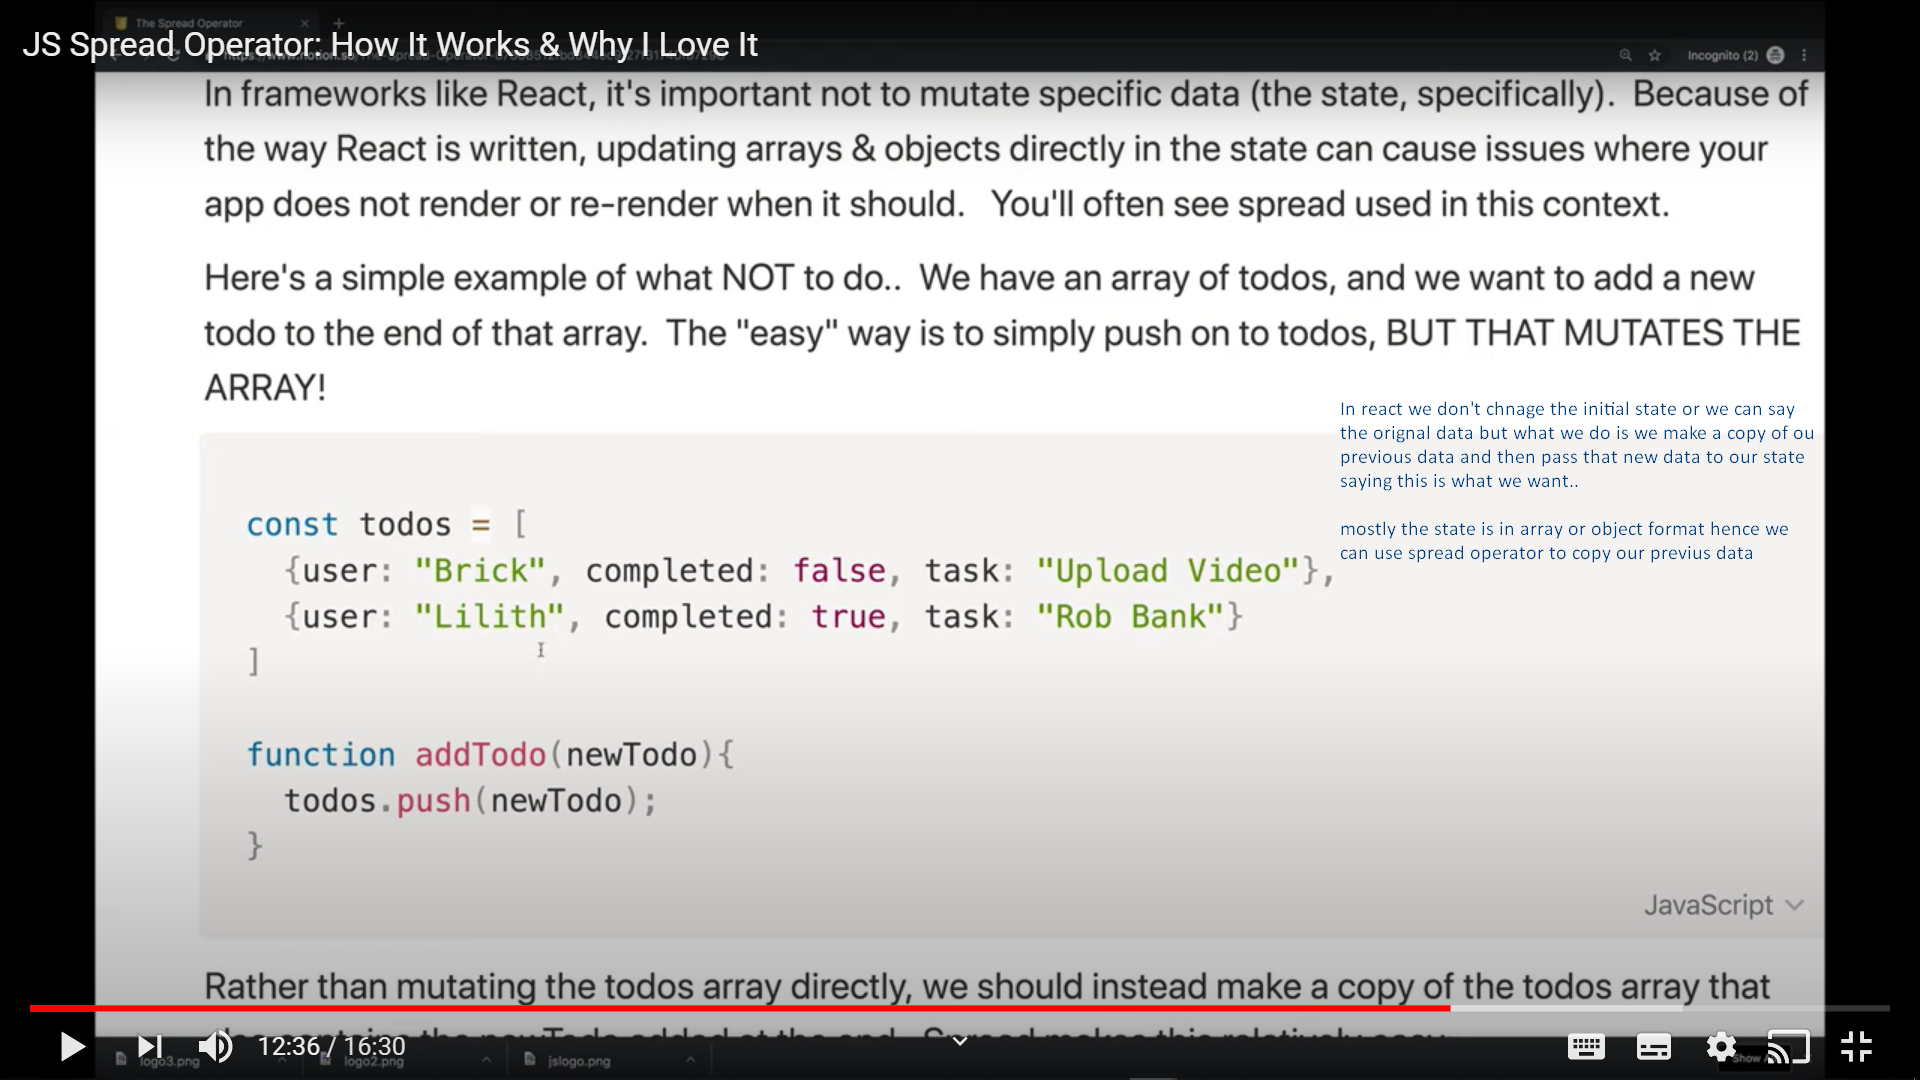 The Spread Operator
JS Spread Operator: How It Works & Why I Love It
Incognito (2)
In frameworks like React, it's important not to mutate specific data (the state, specifically). Because of
the way React is written, updating arrays & objects directly in the state can cause issues where your
app does not render or re-render when it should. You'll often see spread used in this context.
Here's a simple example of what NOT to do.. We have an array of todos, and we want to add a new
todo to the end of that array. The "easy" way is to simply push on to todos, BUT THAT MUTATES THE
ARRAY!
In react we don't chnage the initial state or we can say
the orignal data but what we do is we make a copy of ou
previous data and then pass that new data to our state
saying this is what we want..
mostly the state is in array or object format hence we
can use spread operator to copy our previus data
const todos = [
{user: "Brick", completed: false, task: "Upload Video"},
{user: "Lilith", completed: true, task: "Rob Bank"}
]
function addTodo(newTodo){
todos.push(newTodo);
}
JavaScript
Rather than mutating the todos array directly, we should instead make a copy of the todos array that
12:36 / 16:30
logo3.png
logo2.png
jslogo.png
Show